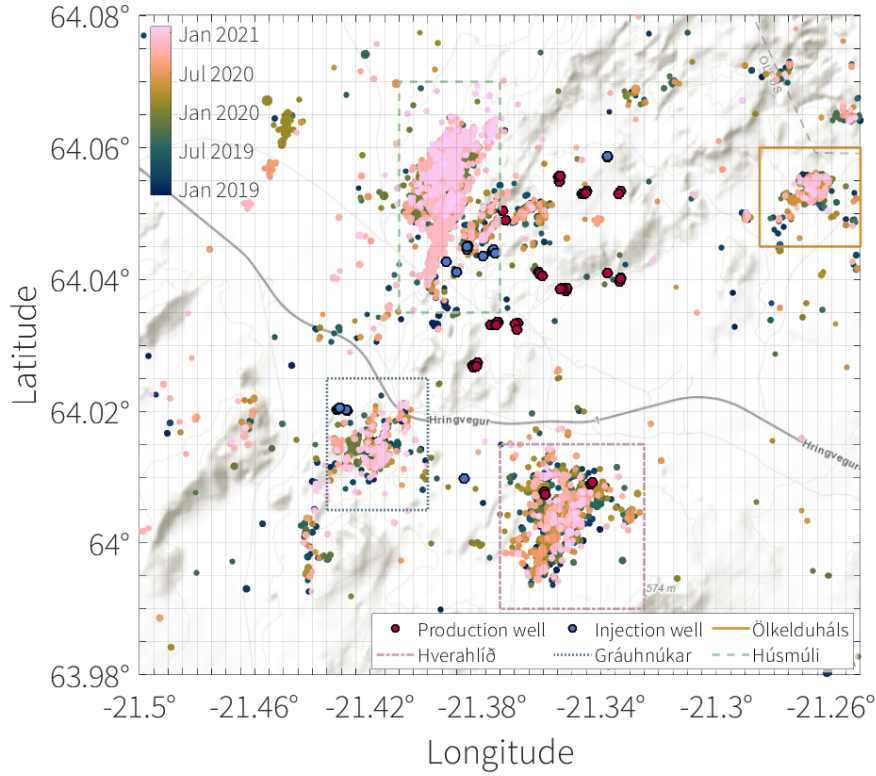 64.08°
64.06°
64.04°
64.02°
64°
63.98°
Latitude
Jan 2021
Jul 2020
Jan 2020
Jul 2019
Jan 2019
Hringvegur
1
Hringvegur
574 m
Production well
Injection well
Ölkelduháls
Hverahlíð
Gráuhnúkar
Húsmúli
-21.5°
-21.46°
-21.42°
-21.38°
-21.34°
-21.3°
-21.26°
Longitude